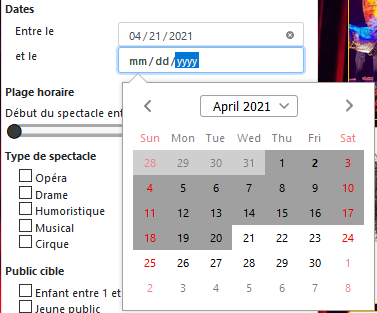 Dates
Entre le
04 / 21 / 2021
et le
mm / dd / yyyy
Plage horaire
Début du spectacle ent
April 2021
Sun Mon Tue Wed Thu Fri Sat
28 29 30 31 1 2 3
4 5 6 7 8 9 10
11 12 13 14 15 16 17
18 19 20 21 22 23 24
25 26 27 28 29 30 1
2 3 4 5 6 7 8
Type de spectacle
Opéra
Drame
Humoristique
Musical
Cirque
Public cible
Enfant entre 1 et
Jeune public